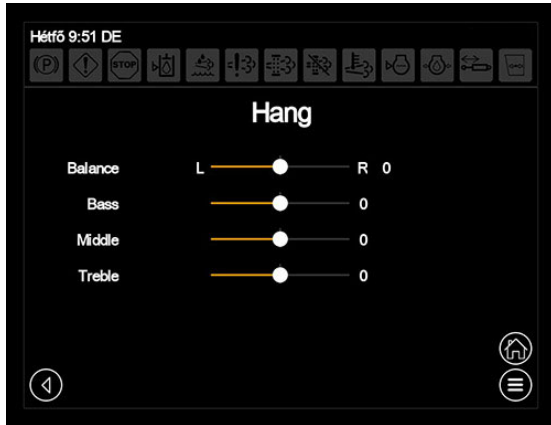 Hétfő 9:51 DE
P STOP
Hang
Balance L R 0
Bass 0
Middle 0
Treble 0